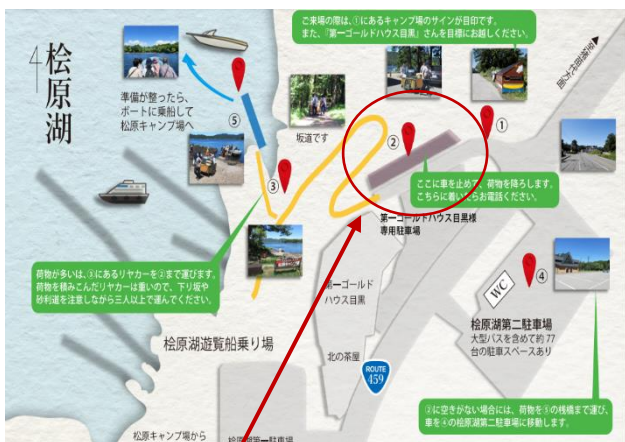 ご来場の際は、①にあるキャンプ場のサインが目印です。
また、『第一ゴールドハウス目黒』さんを目標にお越しください。
桧原湖
準備が整ったら、
ボートに乗船して
松原キャンプ場へ
⑤
坂道です
②
①
③
ここに車を止めて、荷物を降ろします。
こちらに着いたらお電話ください。
第一ゴールドハウス目黒様
専用駐車場
荷物が多いは、③にあるリヤカーを②まで運びます。
荷物を積みこんだリヤカーは重いので、下り坂や
砂利道を注意しながら三人以上で運んでください。
第一ゴールド
ハウス目黒
④
WC
桧原湖第二駐車場
大型バスを含めて約 77
台の駐車スペースあり
桧原湖遊覧船乗り場
北の茶屋
ROUTE
459
②に空きがない場合には、荷物を⑤の桟橋まで運び、
車を④の桧原湖第二駐車場に移動します。
松原キャンプ場から
桧原湖第一駐車場